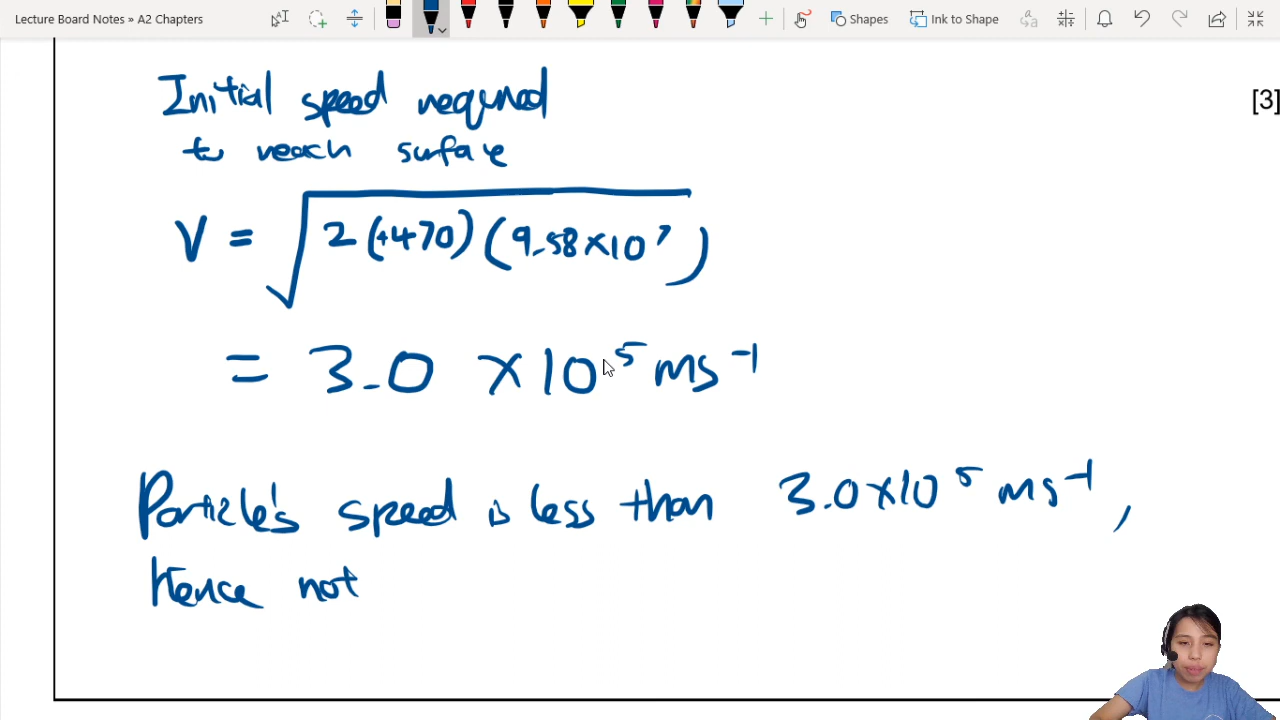 Lecture Board Notes » A2 Chapters
Shapes
Ink to Shape
[3]
Initial speed required
to reach surface
V = √2(+470)(9.58×10⁷)
= 3.0 ×10⁵ ms⁻¹
Particle's speed is less than 3.0×10⁵ ms⁻¹,
Hence not